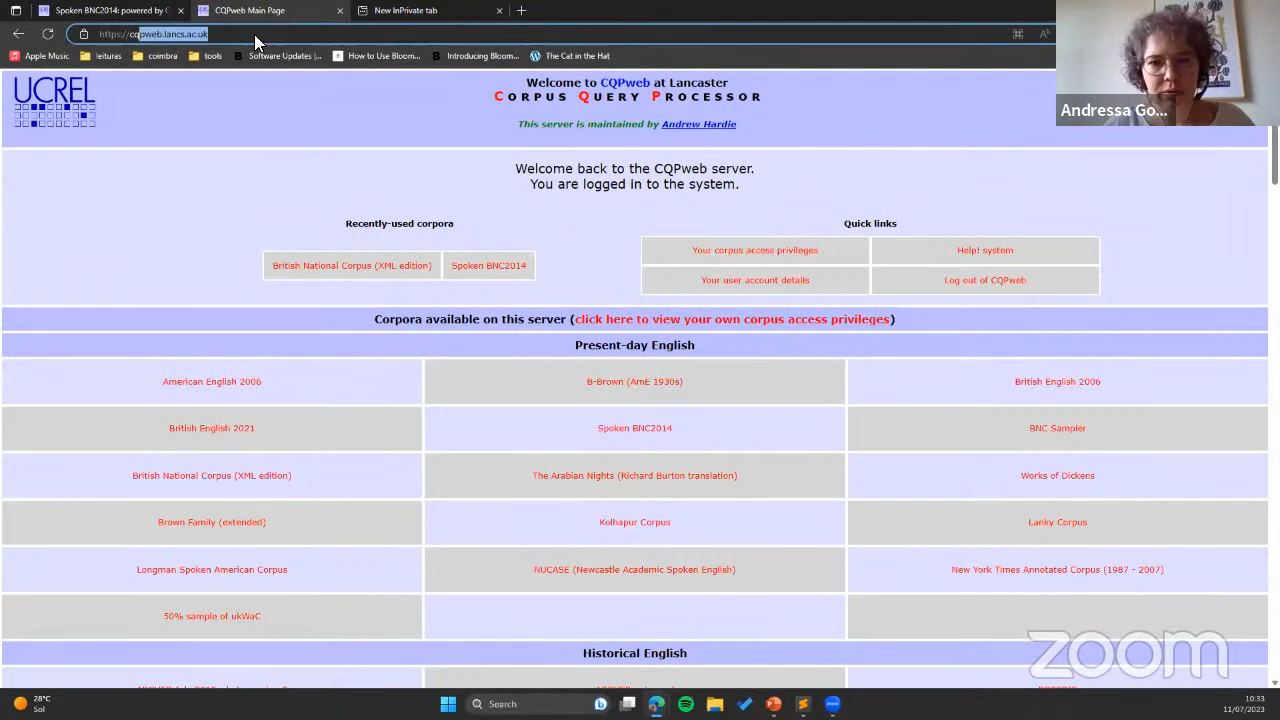 Spoken BNC2014: powered by C
CQPweb Main Page
New InPrivate tab
https://cqpweb.lancs.ac.uk
Apple Music
leituras
coimbra
tools
Software Updates |...
How to Use Bloom...
Introducing Bloom...
The Cat in the Hat
Andressa Go...
UCREL
Welcome to CQPweb at Lancaster
CORPUS QUERY PROCESSOR
This server is maintained by Andrew Hardie
Welcome back to the CQPweb server.
You are logged in to the system.
Recently-used corpora
British National Corpus (XML edition)
Spoken BNC2014
Quick links
Your corpus access privileges
Help! system
Your user account details
Log out of CQPweb
Corpora available on this server (click here to view your own corpus access privileges)
Present-day English
American English 2006
B-Brown (AmE 1930s)
British English 2006
British English 2021
Spoken BNC2014
BNC Sampler
British National Corpus (XML edition)
The Arabian Nights (Richard Burton translation)
Works of Dickens
Brown Family (extended)
Kolhapur Corpus
Lanky Corpus
Longman Spoken American Corpus
NUCASE (Newcastle Academic Spoken English)
New York Times Annotated Corpus (1987 - 2007)
50% sample of ukWaC
Historical English
zoom
28°C
Sol
Search
10:33
11/07/2023